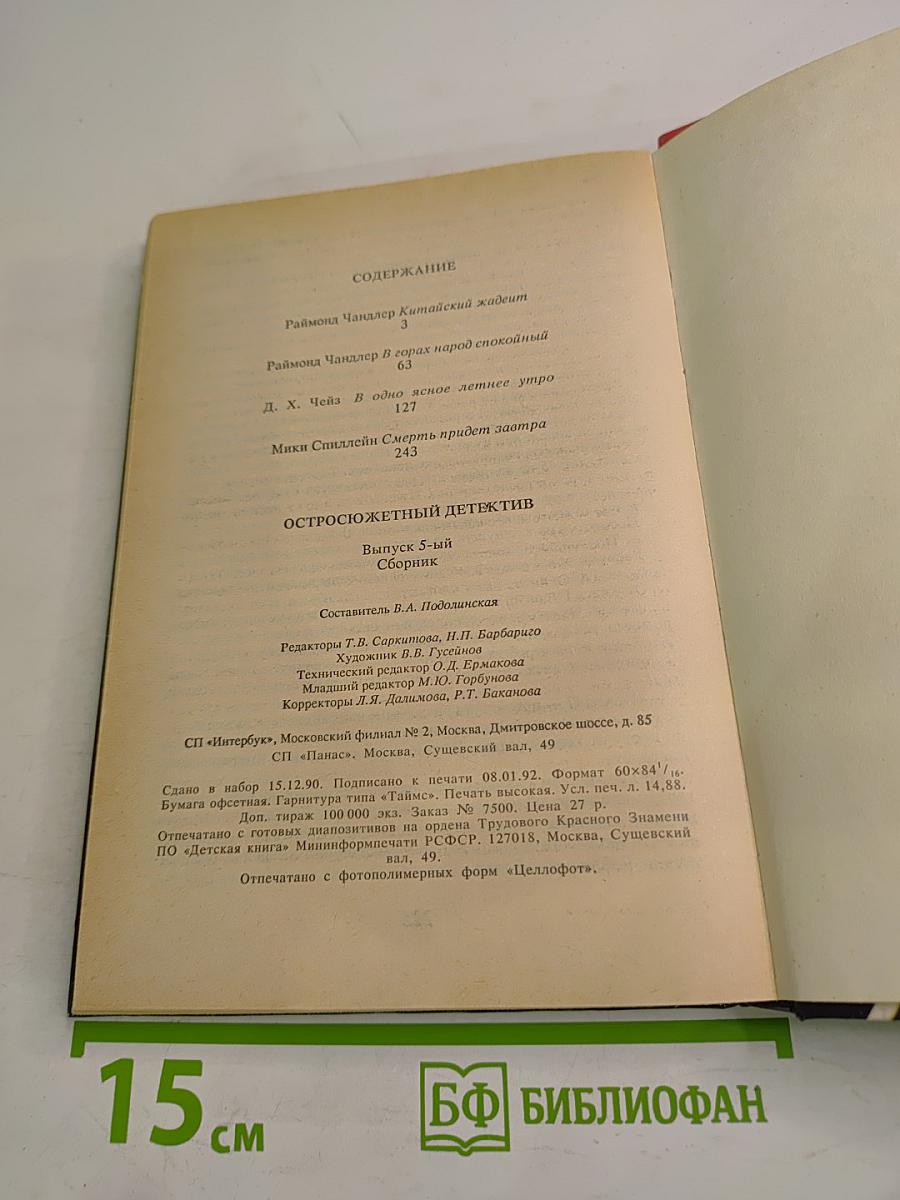 СОДЕРЖАНИЕ
Раймонд Чандлер Китайский жадеит
3
Раймонд Чандлер В горах народ спокойный
63
Д. Х. Чейз В одно ясное летнее утро
127
Мики Спиллейн Смерть придет завтра
243
ОСТРОСЮЖЕТНЫЙ ДЕТЕКТИВ
Выпуск 5-ый
Сборник
Составитель В.А. Подолинская
Редакторы Т.В. Саркитова, Н.П. Барбариго
Художник В.В. Гусейнов
Технический редактор О.Д. Ермакова
Младший редактор М.Ю. Горбунова
Корректоры Л.Я. Далимова, Р.Т. Баканова
СП «Интербук», Московский филиал № 2, Москва, Дмитровское шоссе, д. 85
СП «Панас». Москва, Сущевский вал, 49
Сдано в набор 15.12.90. Подписано к печати 08.01.92. Формат 60×84¹/₁₆.
Бумага офсетная. Гарнитура типа «Таймс». Печать высокая. Усл. печ. л. 14,88.
Доп. тираж 100 000 экз. Заказ № 7500. Цена 27 р.
Отпечатано с готовых диапозитивов на ордена Трудового Красного Знамени
ПО «Детская книга» Мининформпечати РСФСР. 127018, Москва, Сущевский
вал, 49.
Отпечатано с фотополимерных форм «Целлофот».
15 см
БФ БИБЛИОФАН